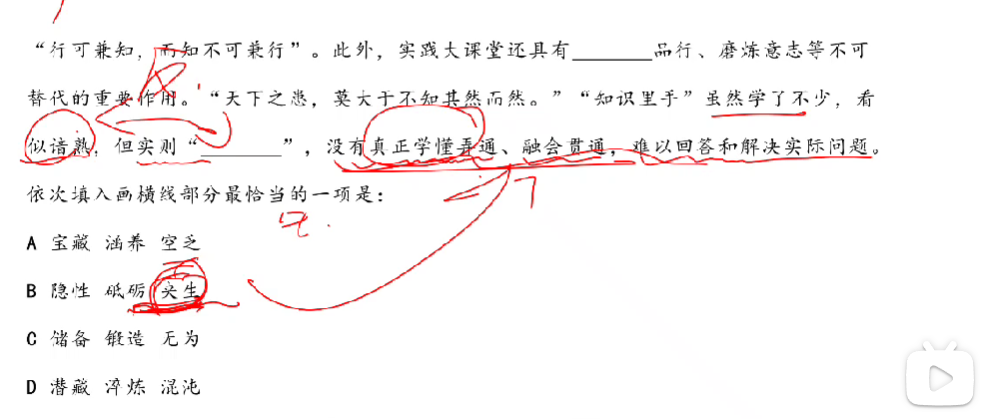 “行可兼知，而知不可兼行”。此外，实践大课堂还具有________品行、磨炼意志等不可
替代的重要作用。“天下之患，莫大于不知其然而然。”“知识里手”虽然学了不少，看
似谙熟，但实则“________”，没有真正学懂弄通、融会贯通，难以回答和解决实际问题。
依次填入画横线部分最恰当的一项是：
A 宝藏 涵养 空乏
B 隐性 砥砺 夹生
C 储备 锻造 无为
D 潜藏 淬炼 混沌